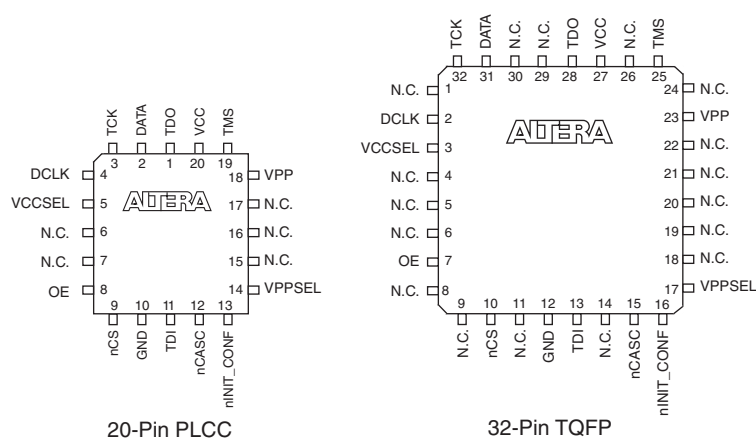 TCK DATA TDO VCC TMS
3 2 1 20 19
DCLK 4 18 VPP
VCCSEL 5 ALTERA 17 N.C.
N.C. 6 16 N.C.
N.C. 7 15 N.C.
OE 8 14 VPPSEL
9 10 11 12 13
nCS GND TDI nCASC nINIT_CONF
20-Pin PLCC
TCK DATA N.C. N.C. TDO VCC N.C. TMS
32 31 30 29 28 27 26 25
N.C. 1 24 N.C.
DCLK 2 ALTERA 23 VPP
VCCSEL 3 22 N.C.
N.C. 4 21 N.C.
N.C. 5 20 N.C.
N.C. 6 19 N.C.
OE 7 18 N.C.
N.C. 8 17 VPPSEL
9 10 11 12 13 14 15 16
N.C. nCS N.C. GND TDI N.C. nCASC nINIT_CONF
32-Pin TQFP